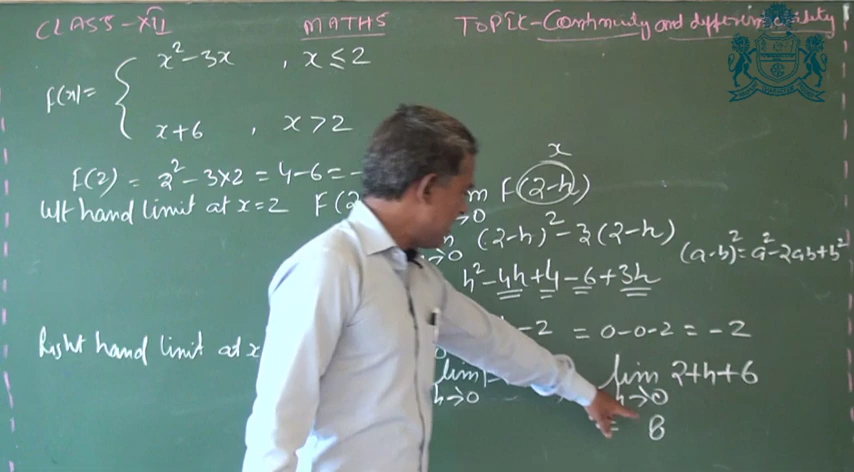 CLASS-XII MATHS TOPIC-Continuity and differentiability
x²-3x , x≤2
f(x)=
x+6 , x>2
x
F(2) = 2²-3×2 = 4-6=-
left hand limit at x=2 F(2 m F(2-h)
→0
n (2-h)²-3(2-h) (a-b)²=a²-2ab+b²
→0
h²-4h+4-6+3h
-2 = 0-0-2 = -2
Right hand limit at x
lim lim 2+h+6
h→0 h→0
= 8